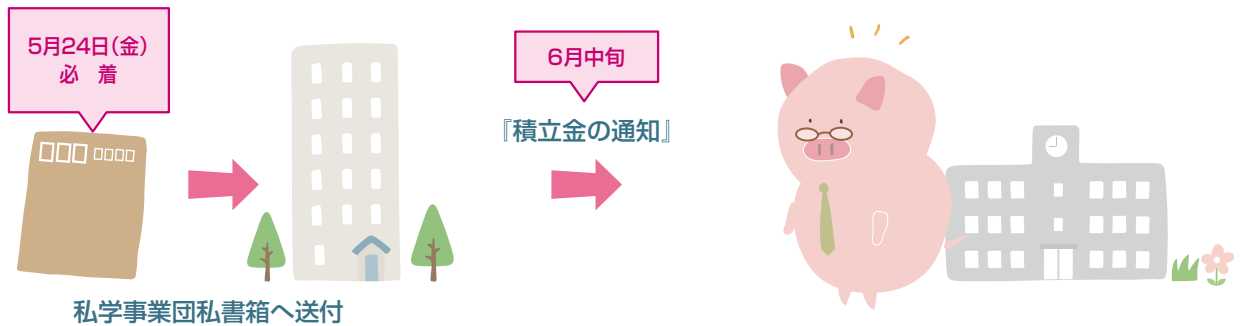 5月24日(金)
必　着
6月中旬
『積立金の通知』
私学事業団私書箱へ送付